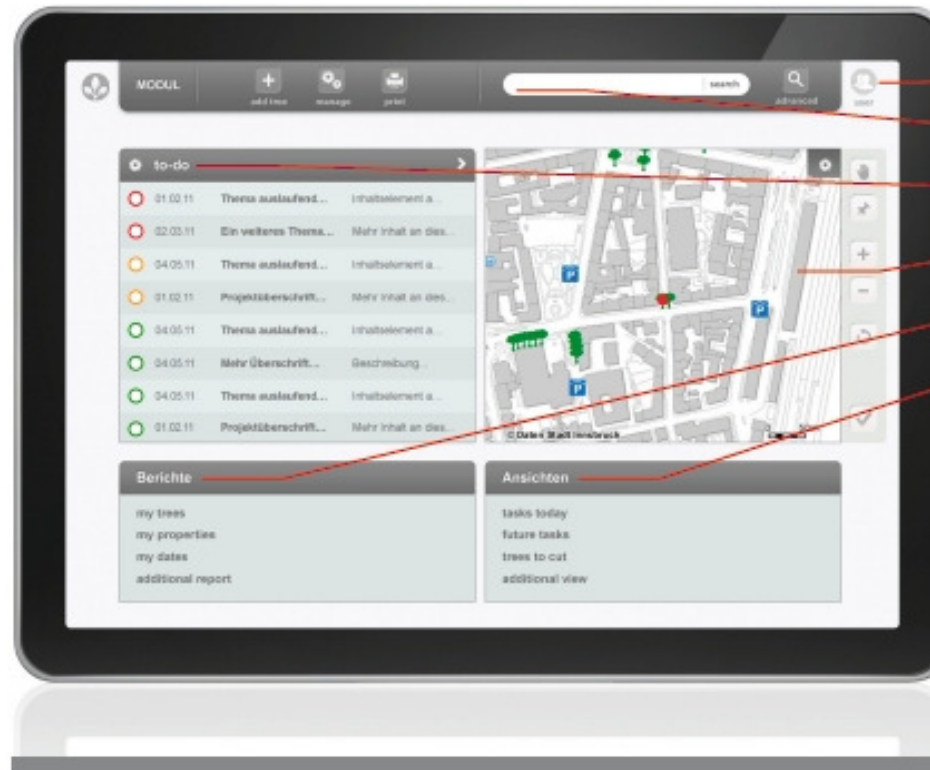 MODUL
add tree manage print
search
advanced
user
to-do
01.02.11 Thema auslaufend... Inhaltselement a...
02.03.11 Ein weiteres Thema... Mehr Inhalt an dies...
04.05.11 Thema auslaufend... Inhaltselement a...
01.02.11 Projektüberschrift... Mehr Inhalt an dies...
04.05.11 Thema auslaufend... Inhaltselement a...
04.05.11 Mehr Überschrift... Beschreibung...
04.05.11 Thema auslaufend... Inhaltselement a...
01.02.11 Projektüberschrift... Mehr Inhalt an dies...
P
P
P
© Daten Stadt Innsbruck
Berichte
my trees
my properties
my dates
additional report
Ansichten
tasks today
future tasks
trees to cut
additional view